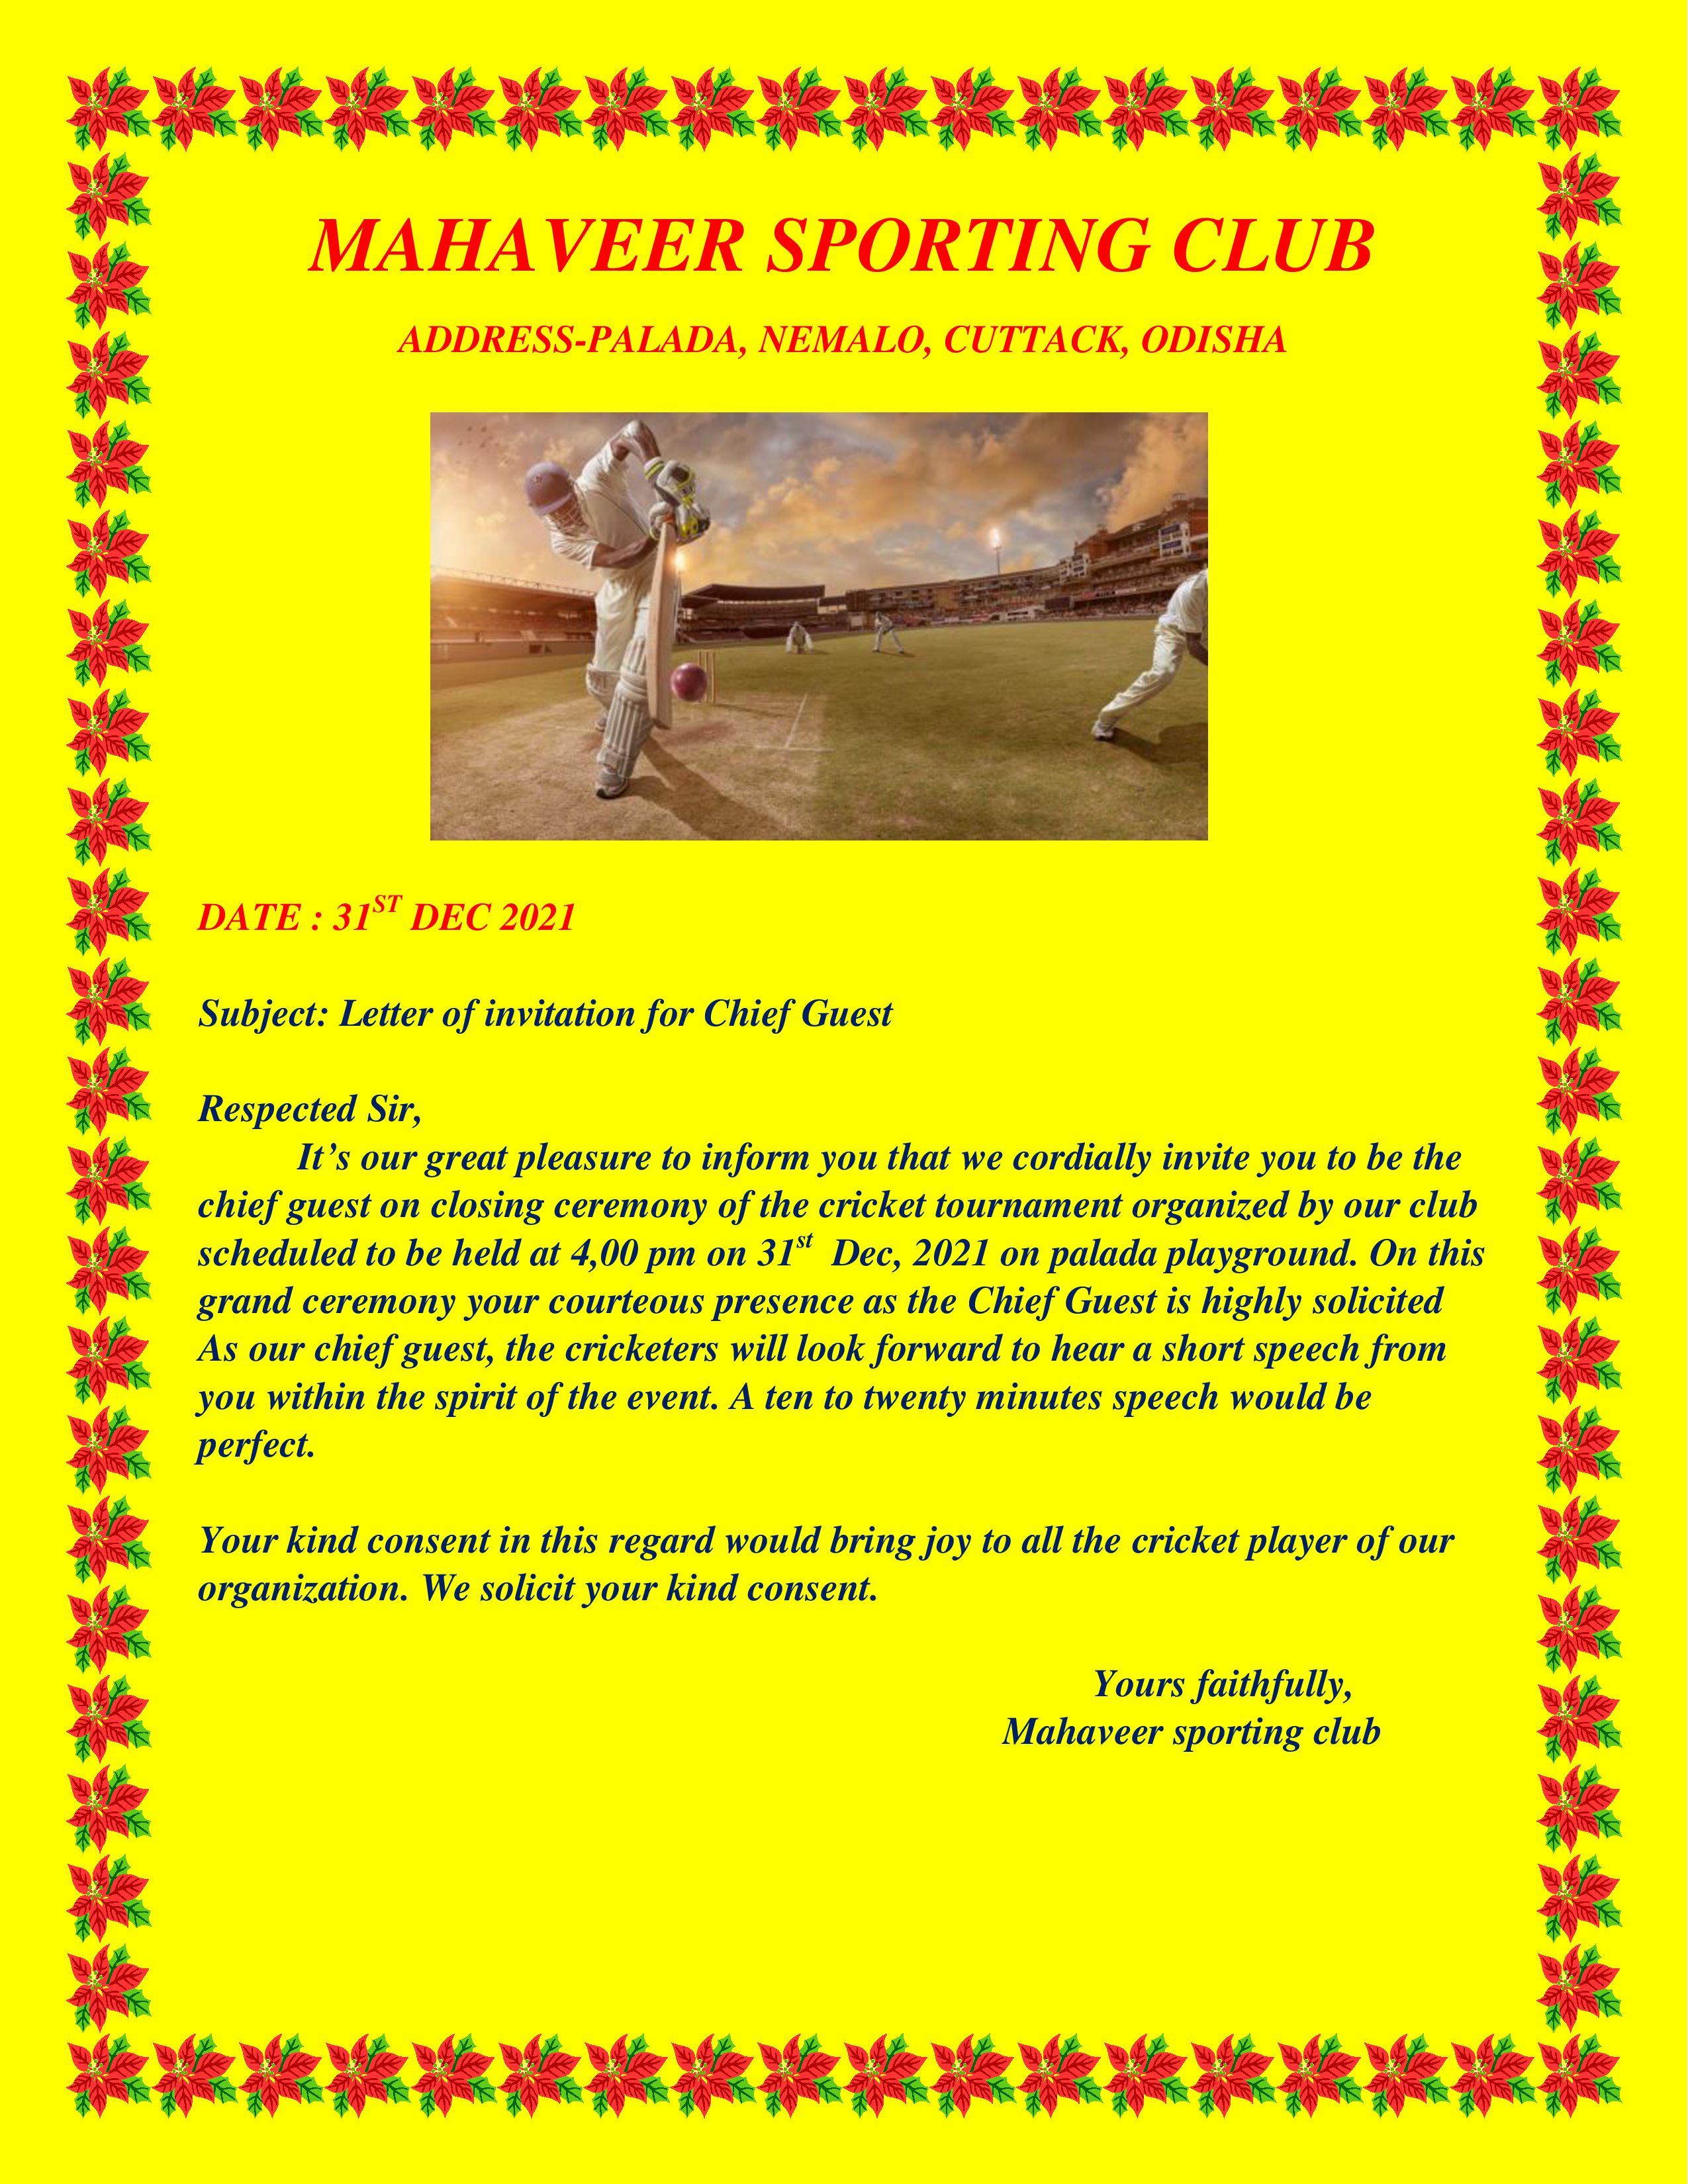 MAHAVEER SPORTING CLUB
ADDRESS-PALADA, NEMALO, CUTTACK, ODISHA
DATE : 31ST DEC 2021
Subject: Letter of invitation for Chief Guest
Respected Sir,
It’s our great pleasure to inform you that we cordially invite you to be the
chief guest on closing ceremony of the cricket tournament organized by our club
scheduled to be held at 4,00 pm on 31st Dec, 2021 on palada playground. On this
grand ceremony your courteous presence as the Chief Guest is highly solicited
As our chief guest, the cricketers will look forward to hear a short speech from
you within the spirit of the event. A ten to twenty minutes speech would be
perfect.
Your kind consent in this regard would bring joy to all the cricket player of our
organization. We solicit your kind consent.
Yours faithfully,
Mahaveer sporting club